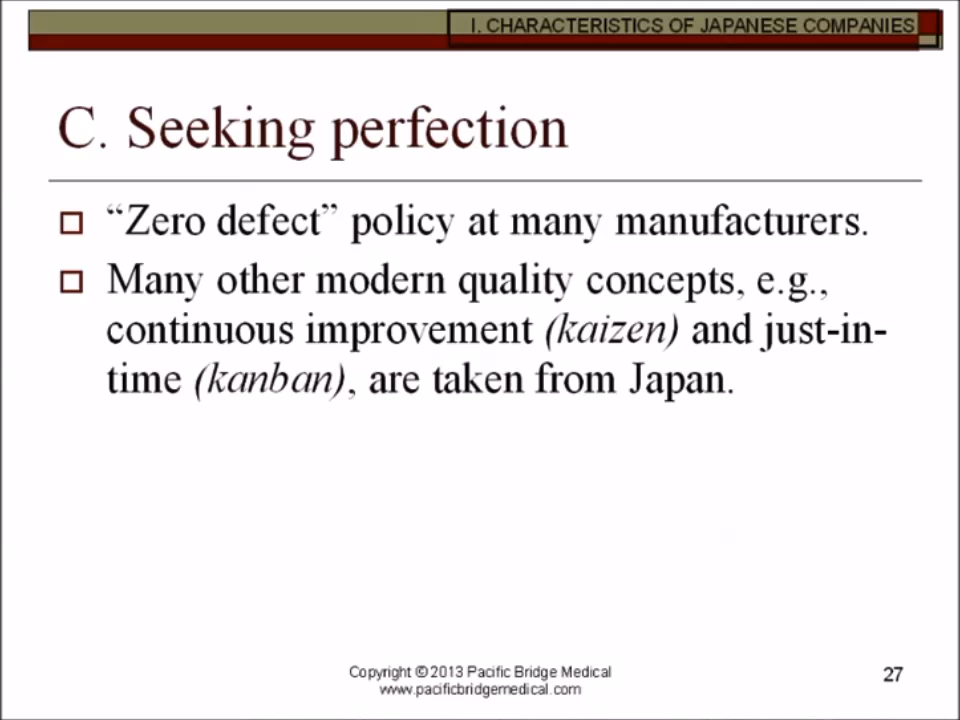 I. CHARACTERISTICS OF JAPANESE COMPANIES
C. Seeking perfection
“Zero defect” policy at many manufacturers.
Many other modern quality concepts, e.g.,
continuous improvement (kaizen) and just-in-
time (kanban), are taken from Japan.
Copyright © 2013 Pacific Bridge Medical
www.pacificbridgemedical.com
27